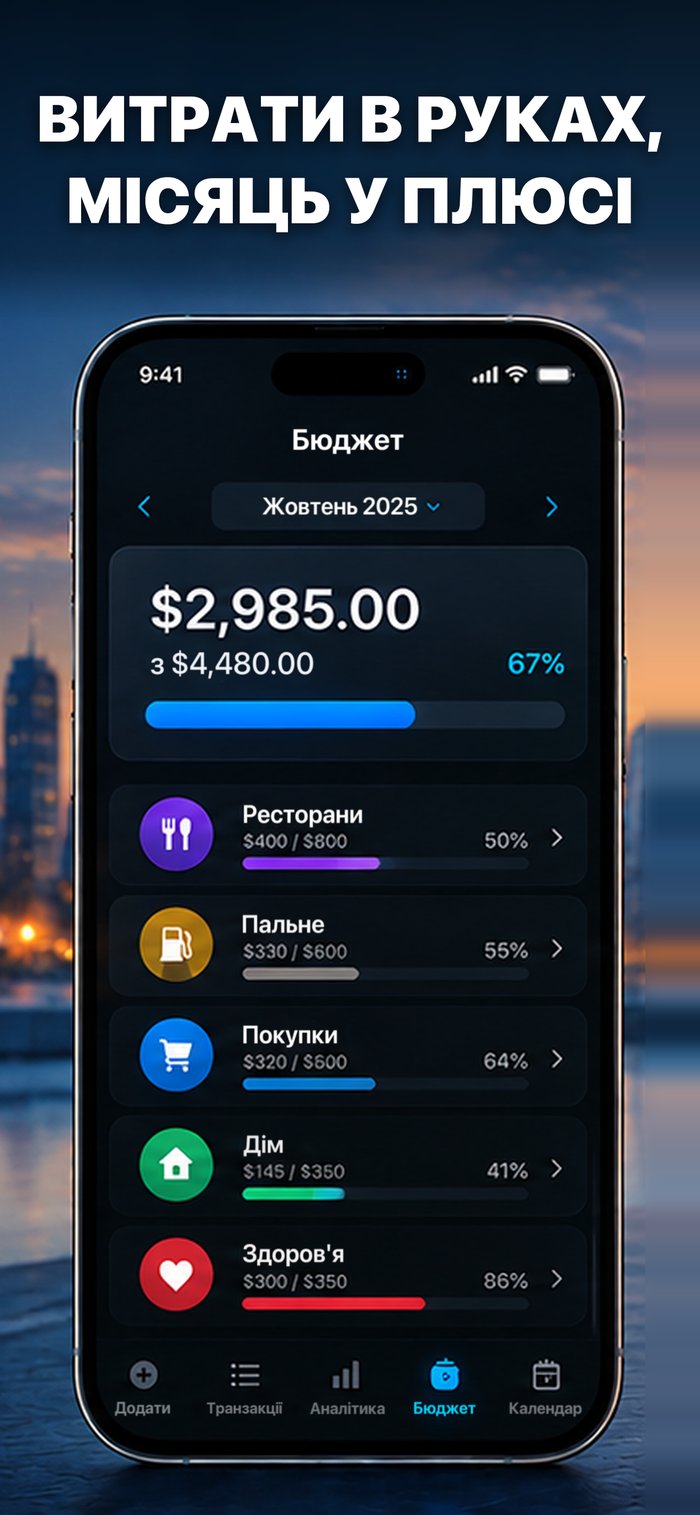 ВИТРАТИ В РУКАХ,
МІСЯЦЬ У ПЛЮСІ
9:41
Бюджет
Жовтень 2025
$2,985.00
з $4,480.00
67%
Ресторани
$400 / $800
50%
Пальне
$330 / $600
55%
Покупки
$320 / $600
64%
Дім
$145 / $350
41%
Здоров'я
$300 / $350
86%
Додати
Транзакції
Аналітика
Бюджет
Календар